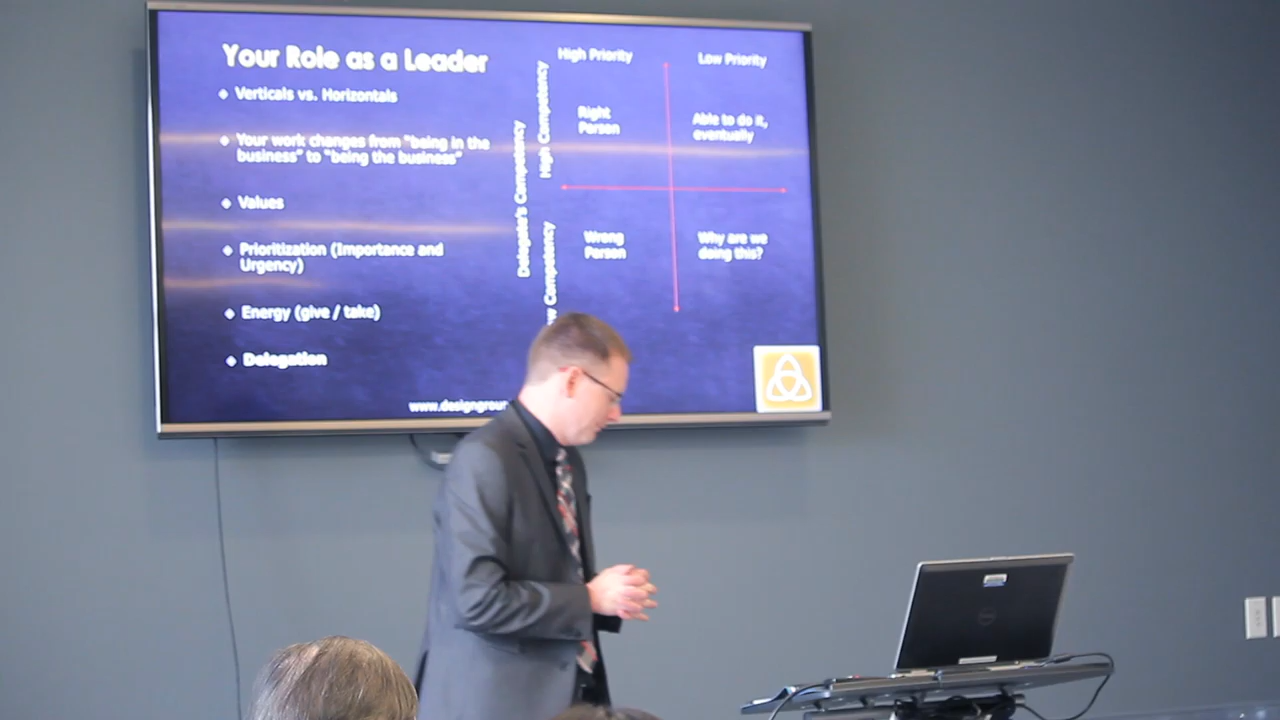 Your Role as a Leader
Verticals vs. Horizontals
Your work changes from "being in the
business" to "being the business"
Values
Prioritization (Importance and
Urgency)
Energy (give / take)
Delegation
High Priority
Low Priority
Delegate's Competency
High Competency
Competency
Right
Person
Able to do it,
eventually
Wrong
Person
Why are we
doing this?